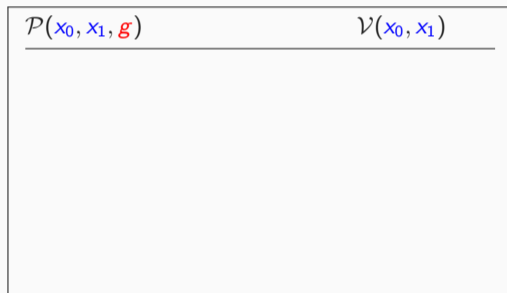 𝒫(x₀, x₁, g) 𝒱(x₀, x₁)